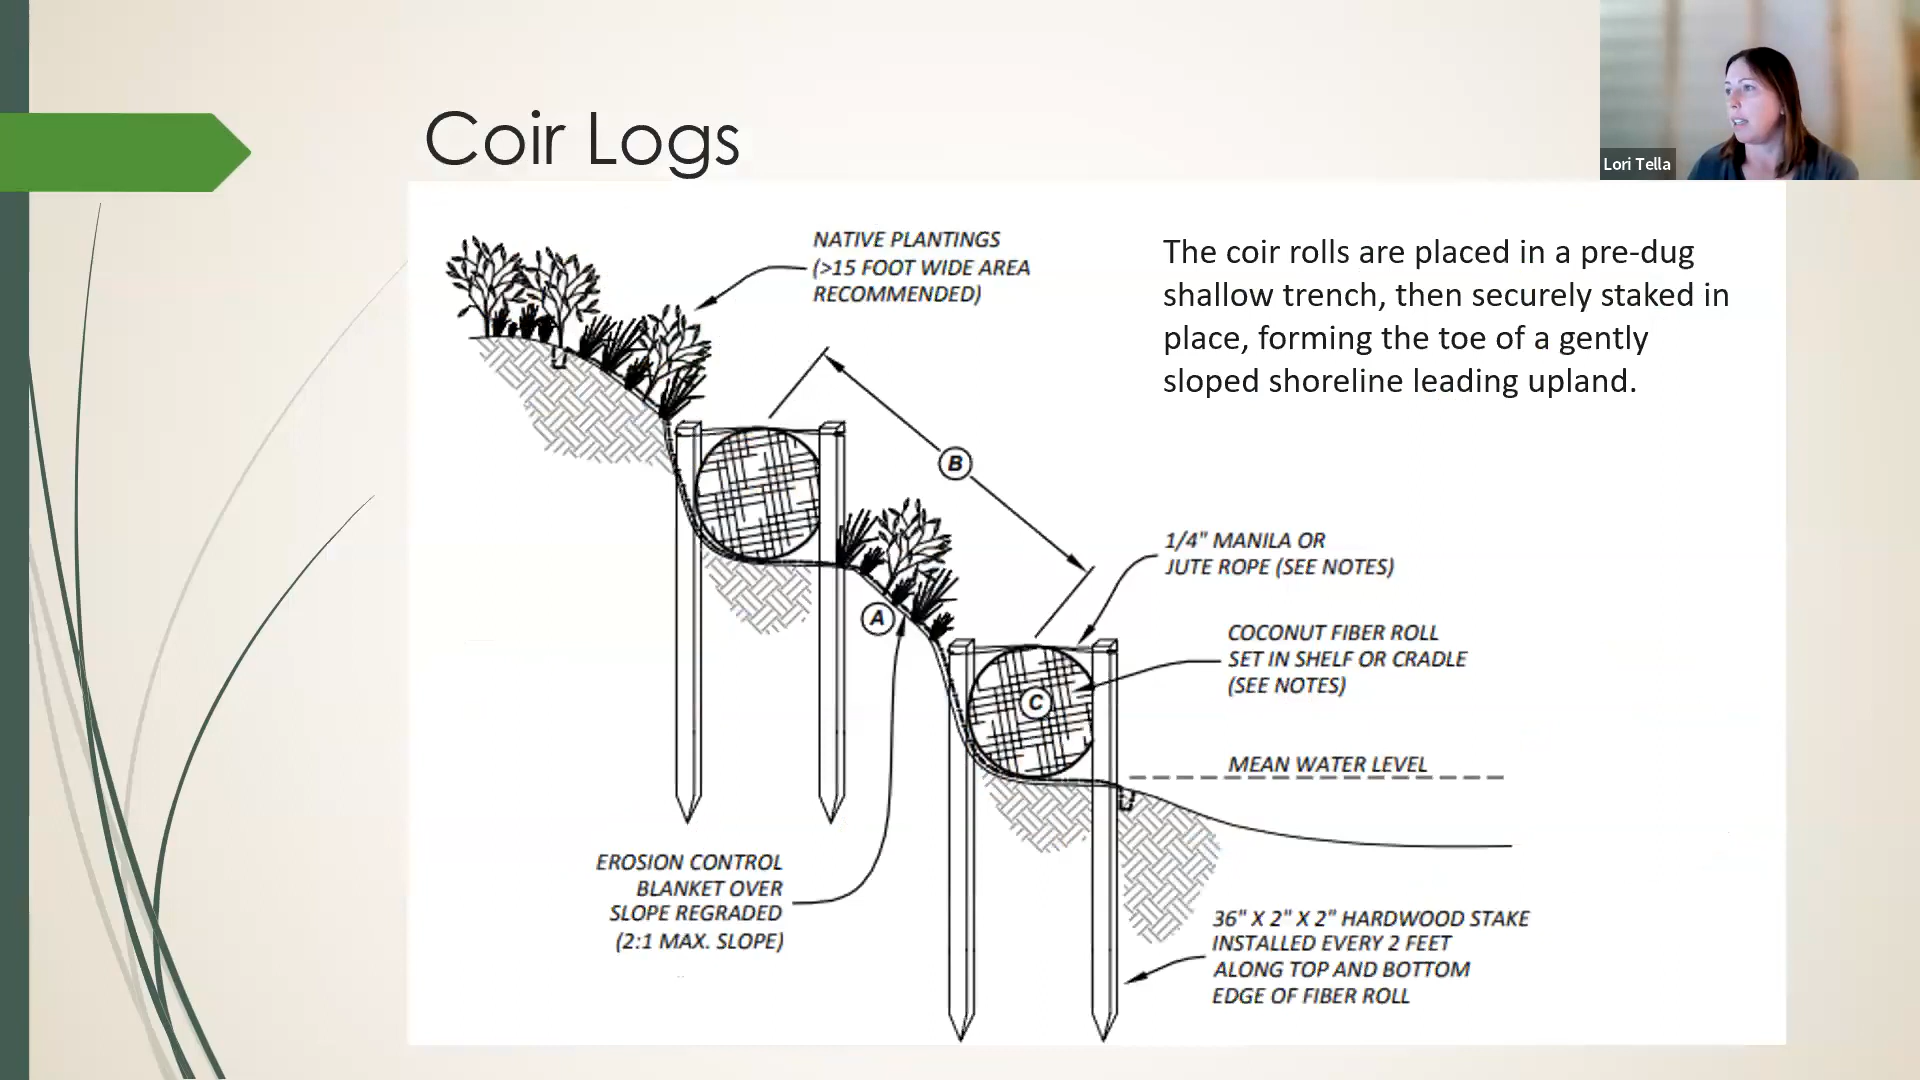 Coir Logs
Lori Tella
NATIVE PLANTINGS
(>15 FOOT WIDE AREA
RECOMMENDED)
The coir rolls are placed in a pre-dug
shallow trench, then securely staked in
place, forming the toe of a gently
sloped shoreline leading upland.
B
1/4" MANILA OR
JUTE ROPE (SEE NOTES)
A
COCONUT FIBER ROLL
SET IN SHELF OR CRADLE
(SEE NOTES)
C
MEAN WATER LEVEL
EROSION CONTROL
BLANKET OVER
SLOPE REGRADED
(2:1 MAX. SLOPE)
36" X 2" X 2" HARDWOOD STAKE
INSTALLED EVERY 2 FEET
ALONG TOP AND BOTTOM
EDGE OF FIBER ROLL